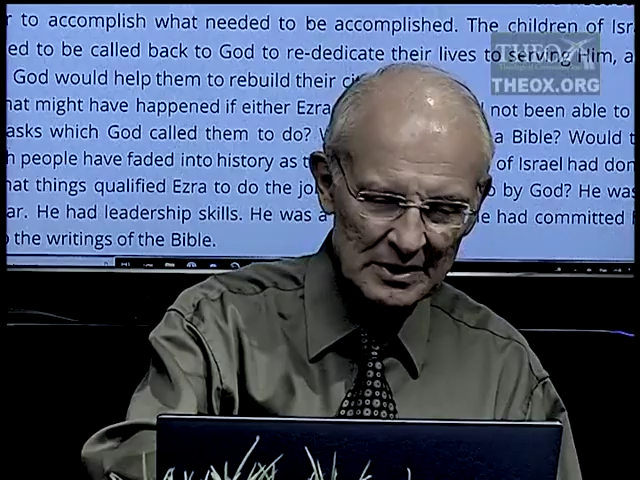 r to accomplish what needed to be accomplished. The children of Isr
ed to be called back to God to re-dedicate their lives to serving Him, a
God would help them to rebuild their ci
hat might have happened if either Ezra not been able to
asks which God called them to do? a Bible? Would t
h people have faded into history as t of Israel had don
hat things qualified Ezra to do the jo by God? He was
ar. He had leadership skills. He was a He had committed
the writings of the Bible.
THEOX
THEOX.ORG